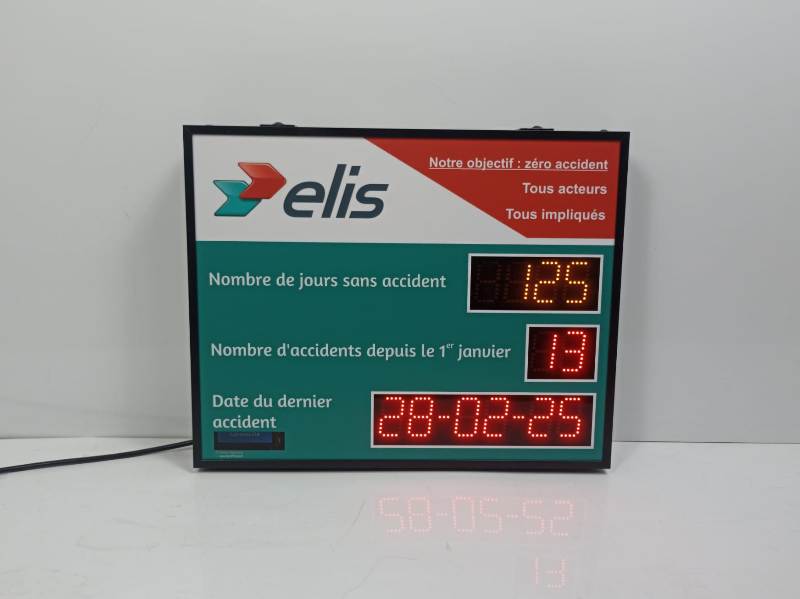 elis
Notre objectif : zéro accident
Tous acteurs
Tous impliqués
Nombre de jours sans accident
125
Nombre d'accidents depuis le 1er janvier
13
Date du dernier
accident
28-02-25